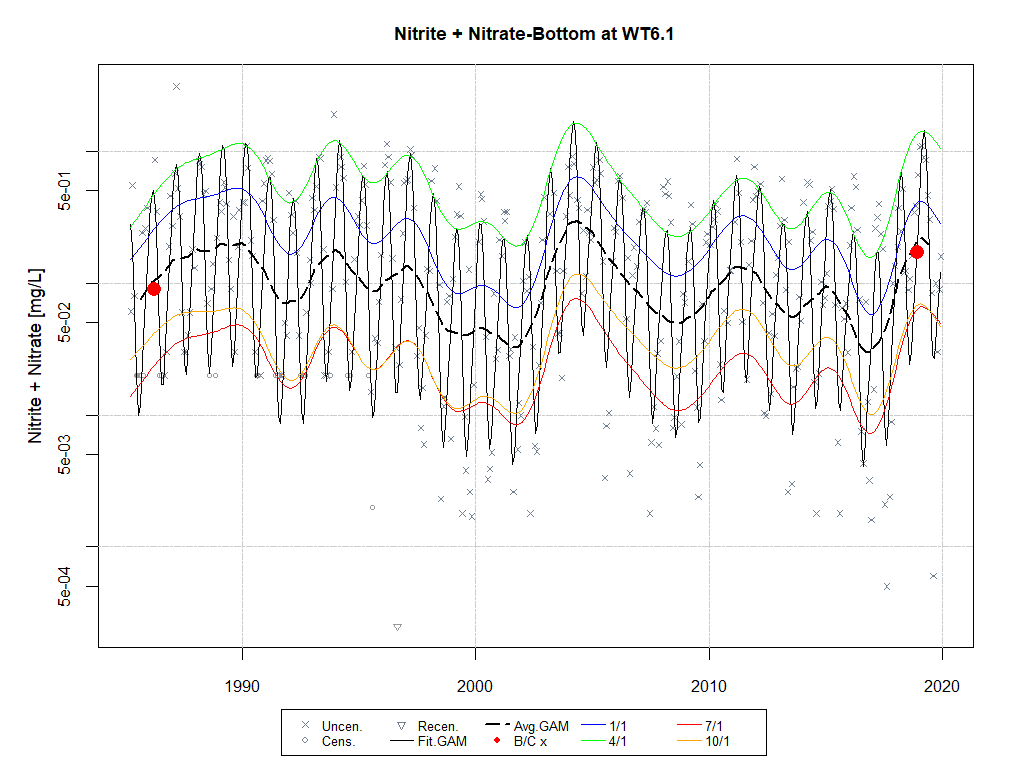 Nitrite + Nitrate-Bottom at WT6.1
Nitrite + Nitrate [mg/L]
5e-01
5e-02
5e-03
5e-04
1990 2000 2010 2020
Uncen. Recen. Avg.GAM 1/1 7/1
Cens. Fit.GAM B/C x 4/1 10/1